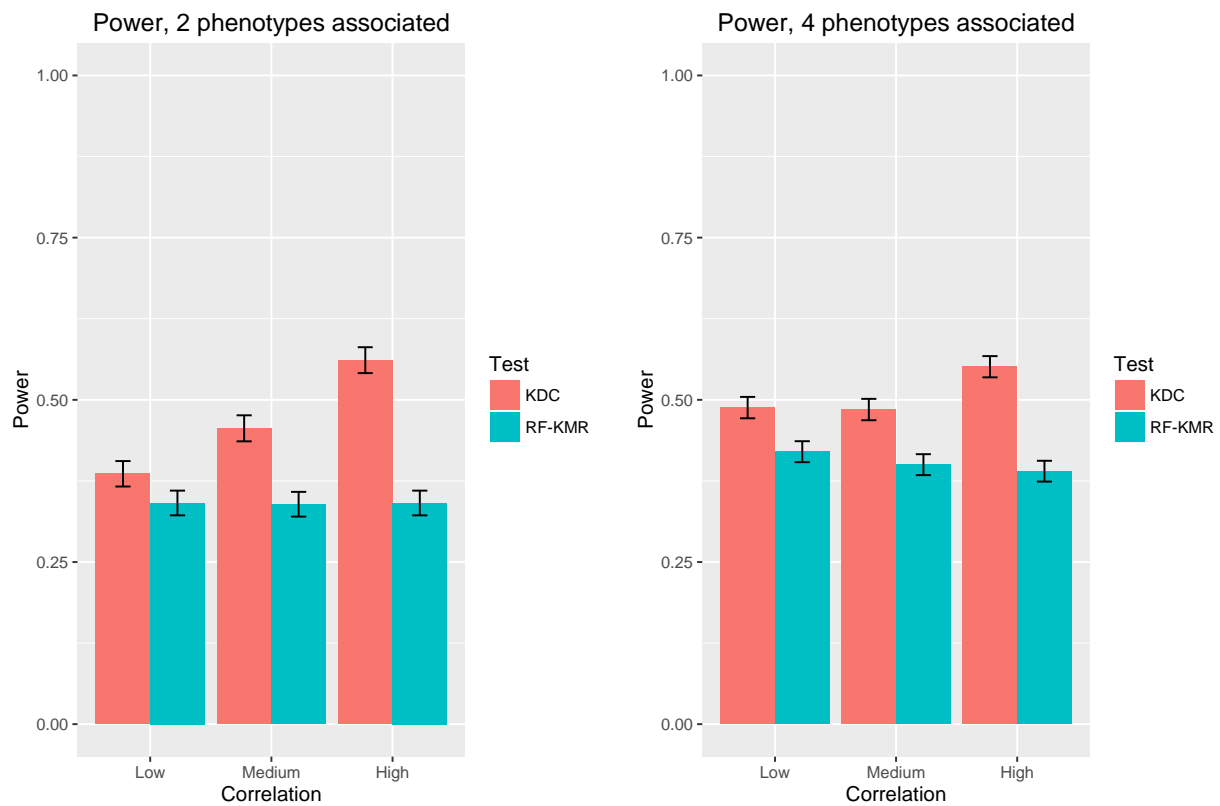 Power, 2 phenotypes associated
1.00
0.75
0.50
0.25
0.00
Power
Low Medium High
Correlation
Test
KDC
RF-KMR
Power, 4 phenotypes associated
1.00
0.75
0.50
0.25
0.00
Power
Low Medium High
Correlation
Test
KDC
RF-KMR